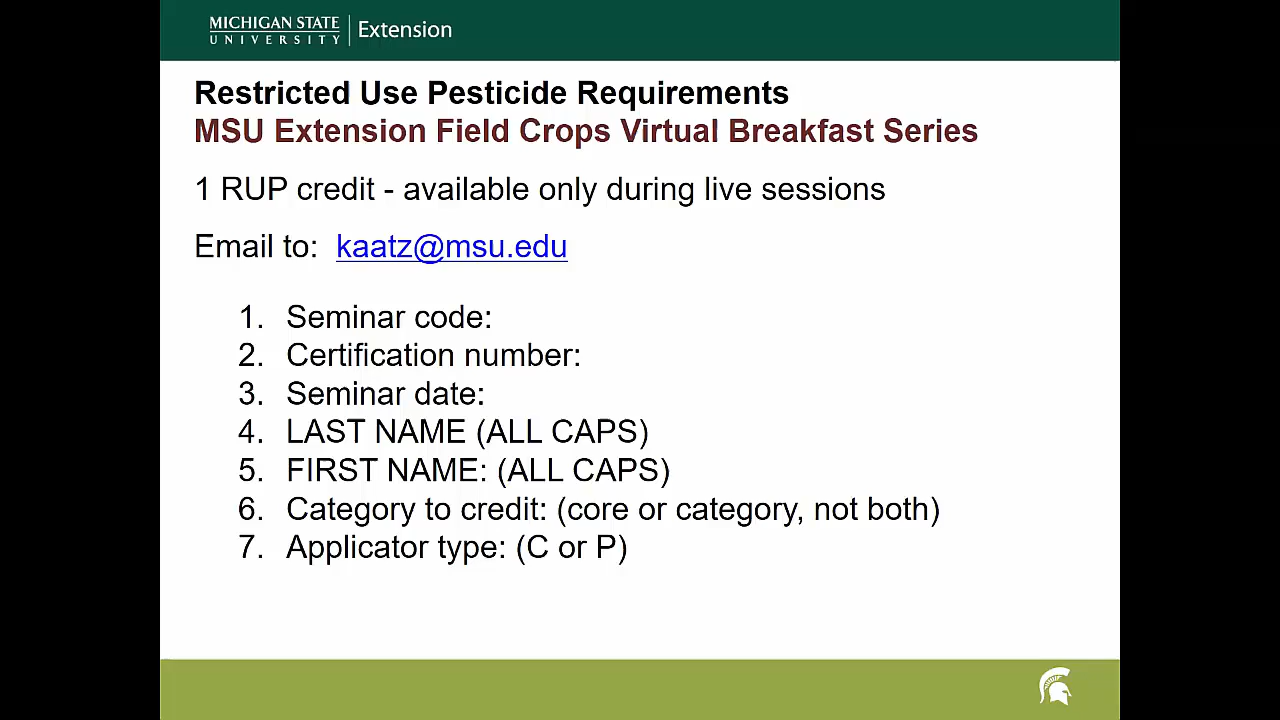 MICHIGAN STATE
UNIVERSITY
Extension
Restricted Use Pesticide Requirements
MSU Extension Field Crops Virtual Breakfast Series
1 RUP credit - available only during live sessions
Email to: kaatz@msu.edu
1. Seminar code:
2. Certification number:
3. Seminar date:
4. LAST NAME (ALL CAPS)
5. FIRST NAME: (ALL CAPS)
6. Category to credit: (core or category, not both)
7. Applicator type: (C or P)